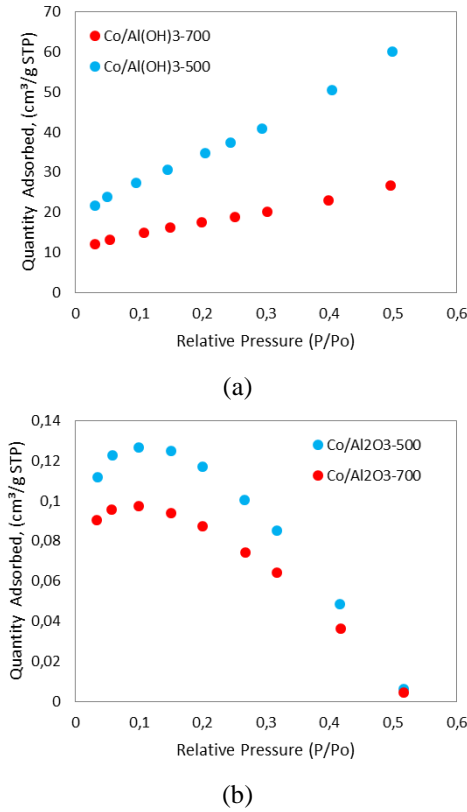 Quantity Adsorbed, (cm³/g STP)
70
60
50
40
30
20
10
0
Co/Al(OH)3-700
Co/Al(OH)3-500
0 0,1 0,2 0,3 0,4 0,5 0,6
Relative Pressure (P/Po)
(a)
Quantity Adsorbed, (cm³/g STP)
0,14
0,12
0,1
0,08
0,06
0,04
0,02
0
Co/Al2O3-500
Co/Al2O3-700
0 0,1 0,2 0,3 0,4 0,5 0,6
Relative Pressure (P/Po)
(b)